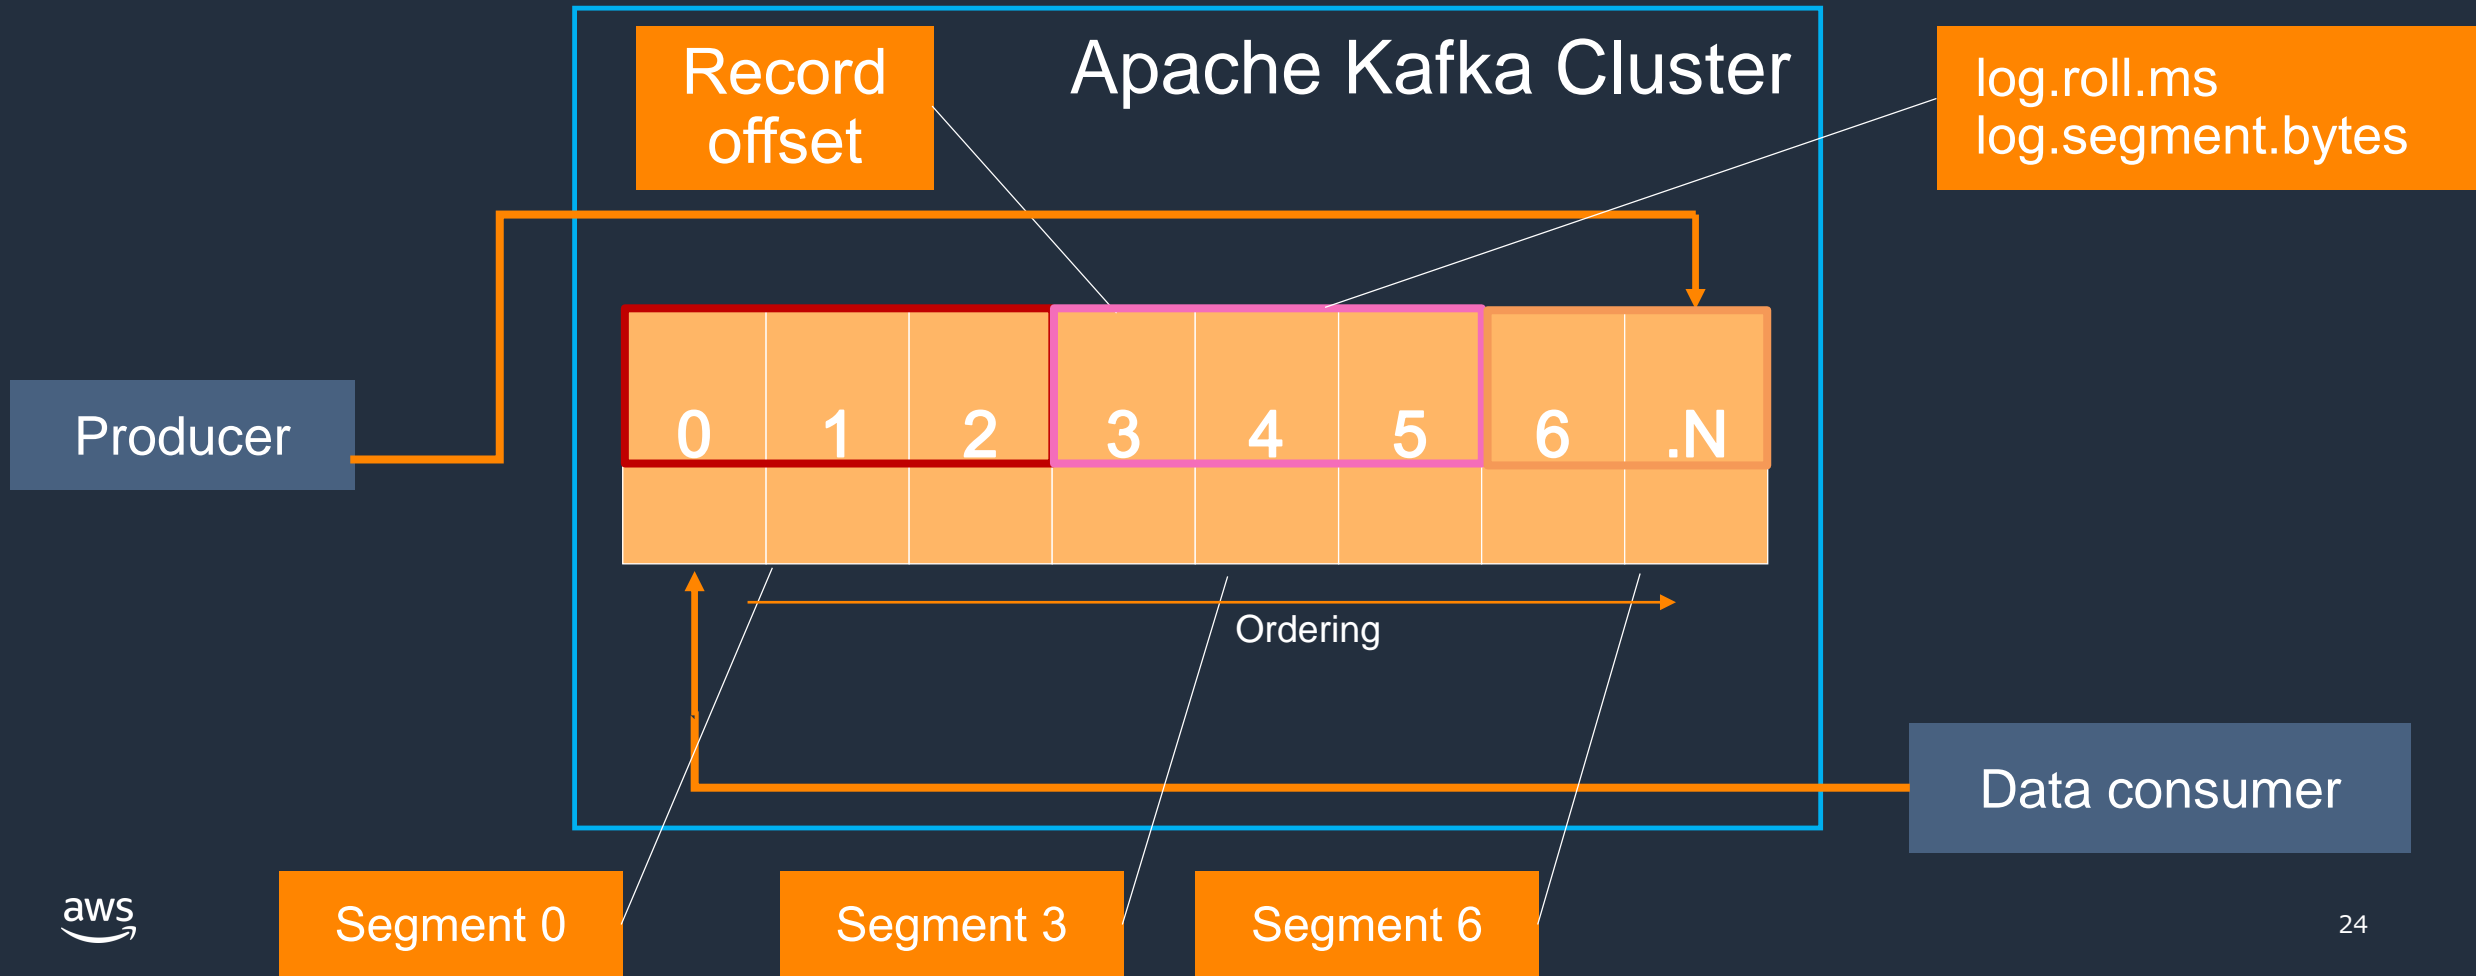 Record
offset
Apache Kafka Cluster
log.roll.ms
log.segment.bytes
Producer
0 1 2 3 4 5 6 .N
Ordering
Data consumer
Segment 0
Segment 3
Segment 6
aws
24